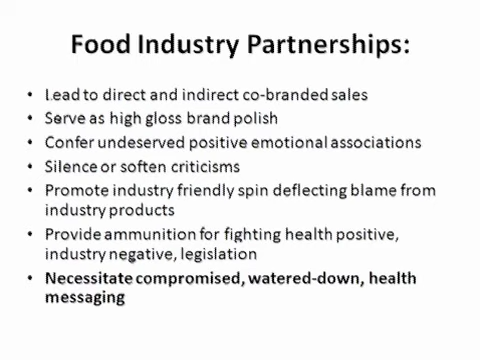 Food Industry Partnerships:
• Lead to direct and indirect co-branded sales
• Serve as high gloss brand polish
• Confer undeserved positive emotional associations
• Silence or soften criticisms
• Promote industry friendly spin deflecting blame from
industry products
• Provide ammunition for fighting health positive,
industry negative, legislation
• Necessitate compromised, watered-down, health
messaging